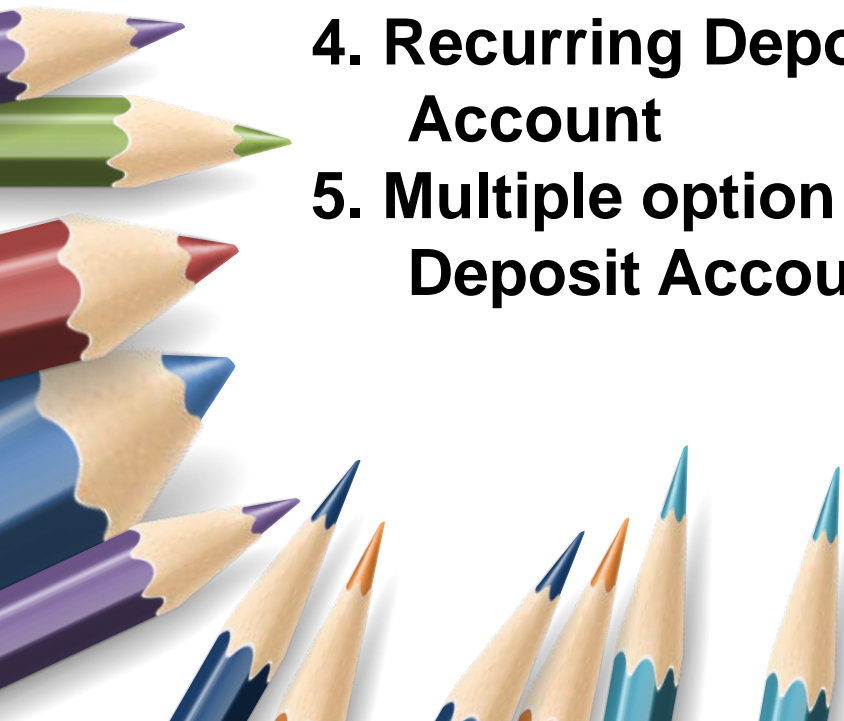 4. Recurring Depo
Account
5. Multiple option
Deposit Accou